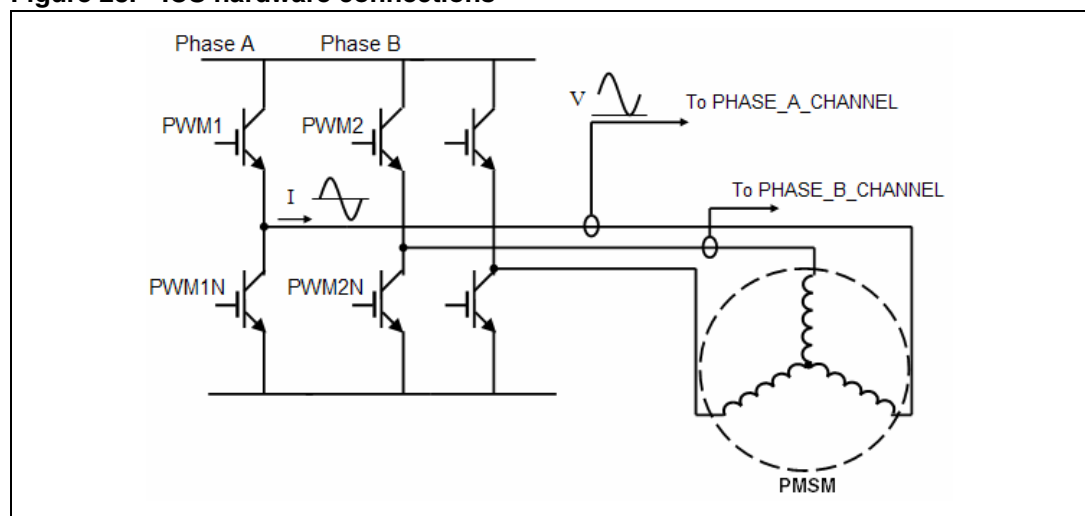 Phase A
Phase B
V
To PHASE_A_CHANNEL
PWM1
PWM2
To PHASE_B_CHANNEL
I
PWM1N
PWM2N
PMSM